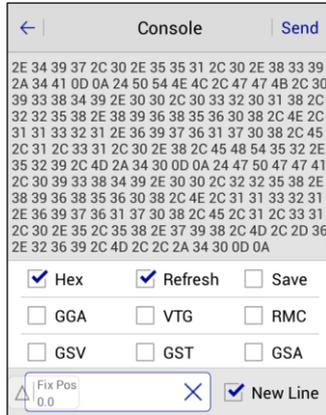 Console
Send
2E 34 39 37 2C 30 2E 35 35 31 2C 30 2E 38 33 39
2A 34 41 0D 0A 24 50 54 4E 4C 2C 47 47 4B 2C 30
39 33 38 34 39 2E 30 30 2C 30 33 32 30 31 38 2C
32 32 35 38 2E 38 39 36 38 35 36 30 38 2C 4E 2C
31 31 33 32 31 2E 36 39 37 36 31 37 30 38 2C 45
2C 31 2C 33 31 2C 30 2E 38 2C 45 48 54 35 32 2E
35 32 39 2C 4D 2A 34 30 0D 0A 24 47 50 47 47 41
2C 30 39 33 38 34 39 2E 30 30 2C 32 32 35 38 2E
38 39 36 38 35 36 30 38 2C 4E 2C 31 31 33 32 31
2E 36 39 37 36 31 37 30 38 2C 45 2C 31 2C 33 31
2C 30 2E 35 2C 35 38 2E 37 39 38 2C 4D 2C 2D 36
2E 32 36 39 2C 4D 2C 2C 2A 34 30 0D 0A
Hex
Refresh
Save
GGA
VTG
RMC
GSV
GST
GSA
Fix Pos
0.0
New Line